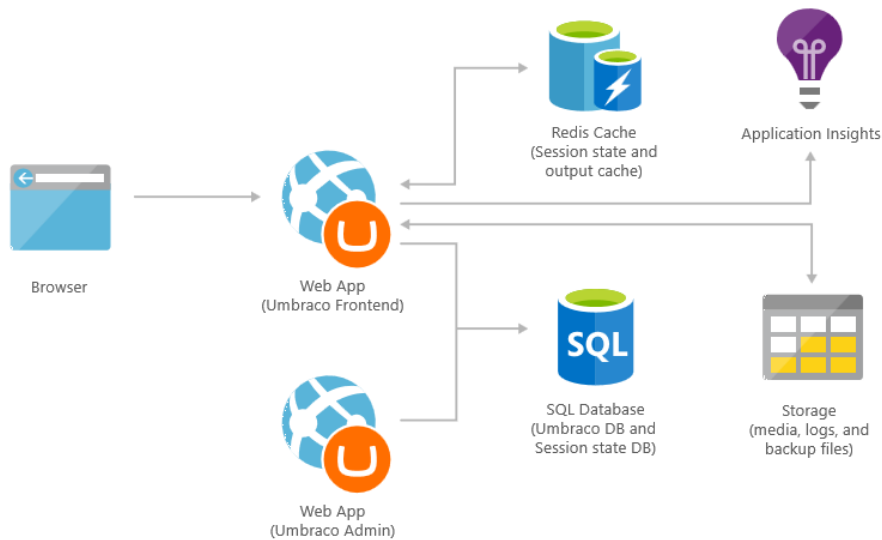 Redis Cache
(Session state and
output cache)
Application Insights
Browser
Web App
(Umbraco Frontend)
SQL
SQL Database
(Umbraco DB and
Session state DB)
Storage
(media, logs, and
backup files)
Web App
(Umbraco Admin)